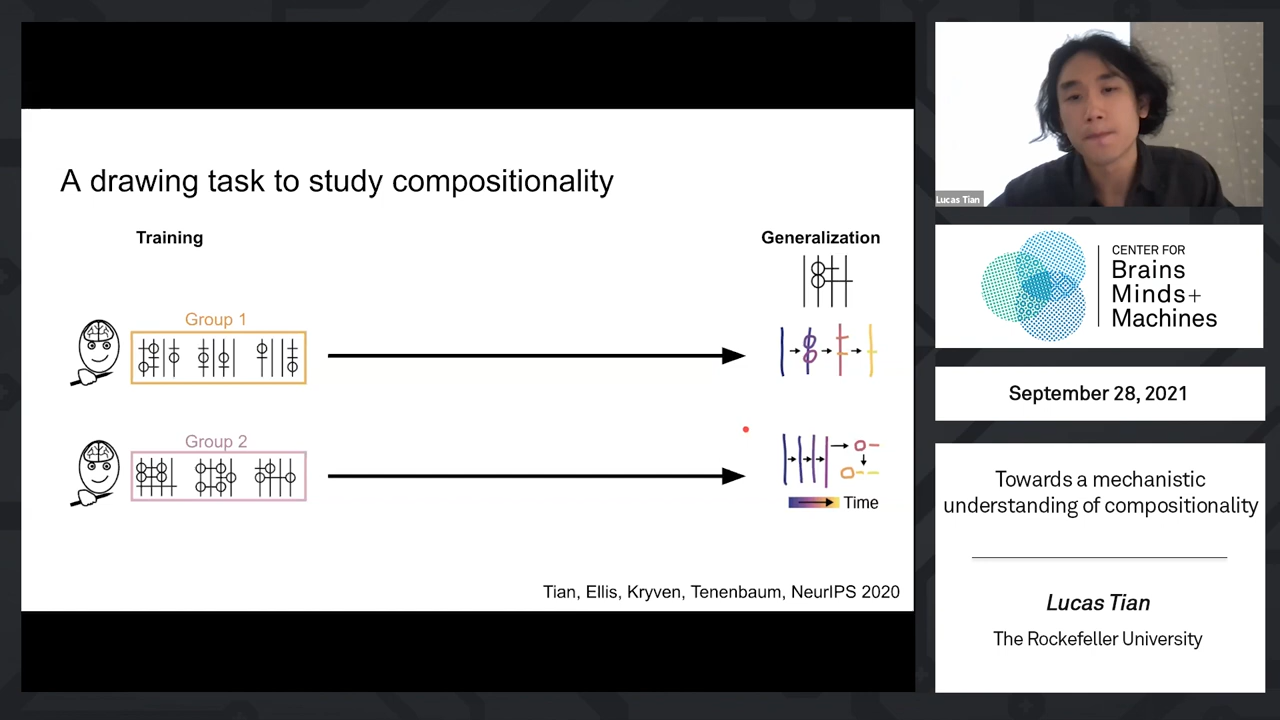 A drawing task to study compositionality
Training
Generalization
Group 1
Group 2
Time
Tian, Ellis, Kryven, Tenenbaum, NeurIPS 2020
Lucas Tian
CENTER FOR
Brains
Minds+
Machines
September 28, 2021
Towards a mechanistic
understanding of compositionality
Lucas Tian
The Rockefeller University